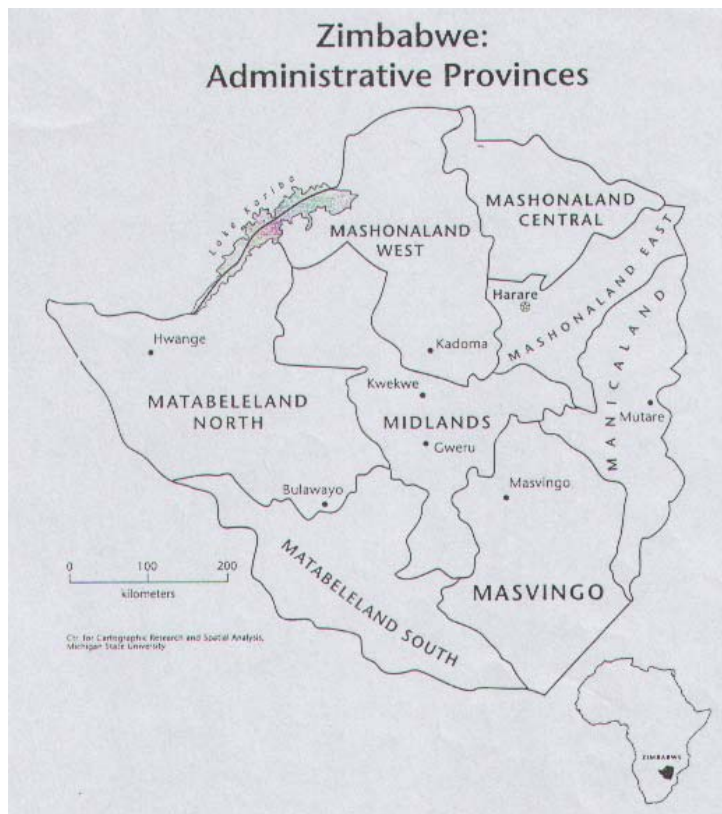 Zimbabwe:
Administrative Provinces
Lake Kariba
MASHONALAND
CENTRAL
MASHONALAND
WEST
MASHONALAND EAST
Harare
Hwange
Kadoma
MANICALAND
Kwekwe
MATABELELAND
NORTH
MIDLANDS
Mutare
Gweru
Bulawayo
Masvingo
MATABELELAND SOUTH
MASVINGO
0 100 200
kilometers
Ctr. for Cartographic Research and Spatial Analysis,
Michigan State University
ZIMBABWE